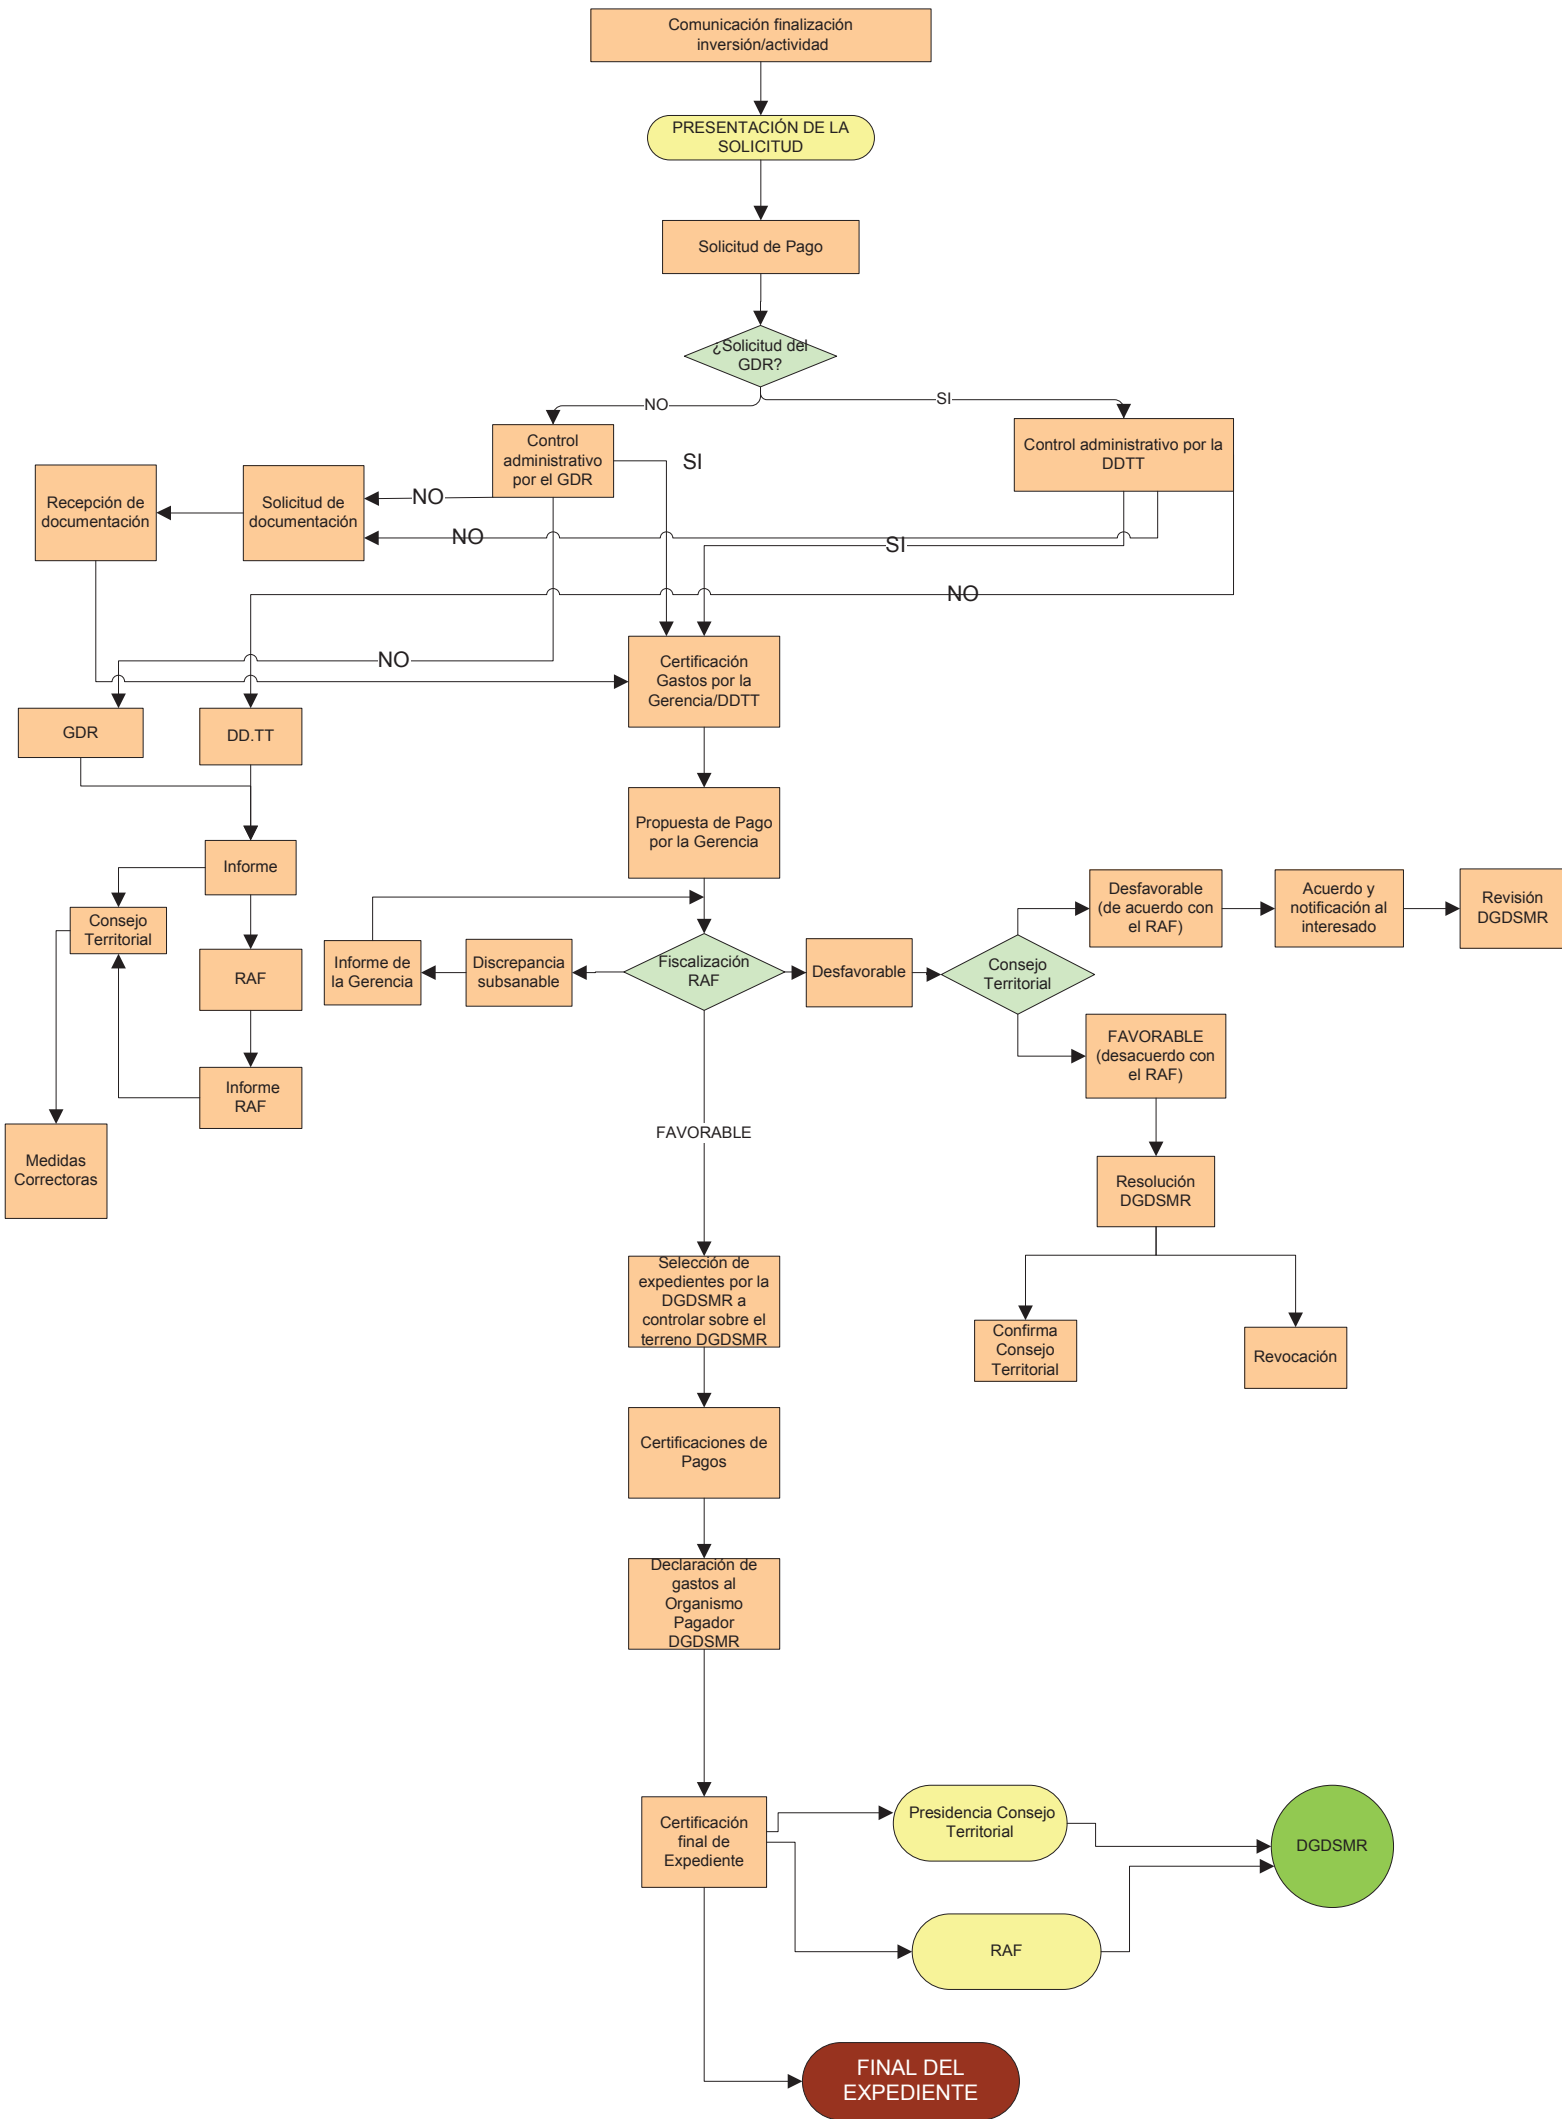 Comunicación finalización
inversión/actividad
PRESENTACIÓN DE LA
SOLICITUD
Solicitud de Pago
¿Solicitud del
GDR?
NO
SI
Control
administrativo
por el GDR
SI
Control administrativo por la
DDTT
Recepción de
documentación
Solicitud de
documentación
NO
NO
SI
NO
NO
Certificación
Gastos por la
Gerencia/DDTT
GDR
DD.TT
Propuesta de Pago
por la Gerencia
Informe
Consejo
Territorial
RAF
Informe
RAF
Medidas
Correctoras
Informe de
la Gerencia
Discrepancia
subsanable
Fiscalización
RAF
Desfavorable
Consejo
Territorial
Desfavorable
(de acuerdo con
el RAF)
Acuerdo y
notificación al
interesado
Revisión
DGDSMR
FAVORABLE
(desacuerdo con
el RAF)
FAVORABLE
Resolución
DGDSMR
Selección de
expedientes por la
DGDSMR a
controlar sobre el
terreno DGDSMR
Confirma
Consejo
Territorial
Revocación
Certificaciones de
Pagos
Declaración de
gastos al
Organismo
Pagador
DGDSMR
Certificación
final de
Expediente
Presidencia Consejo
Territorial
DGDSMR
RAF
FINAL DEL
EXPEDIENTE